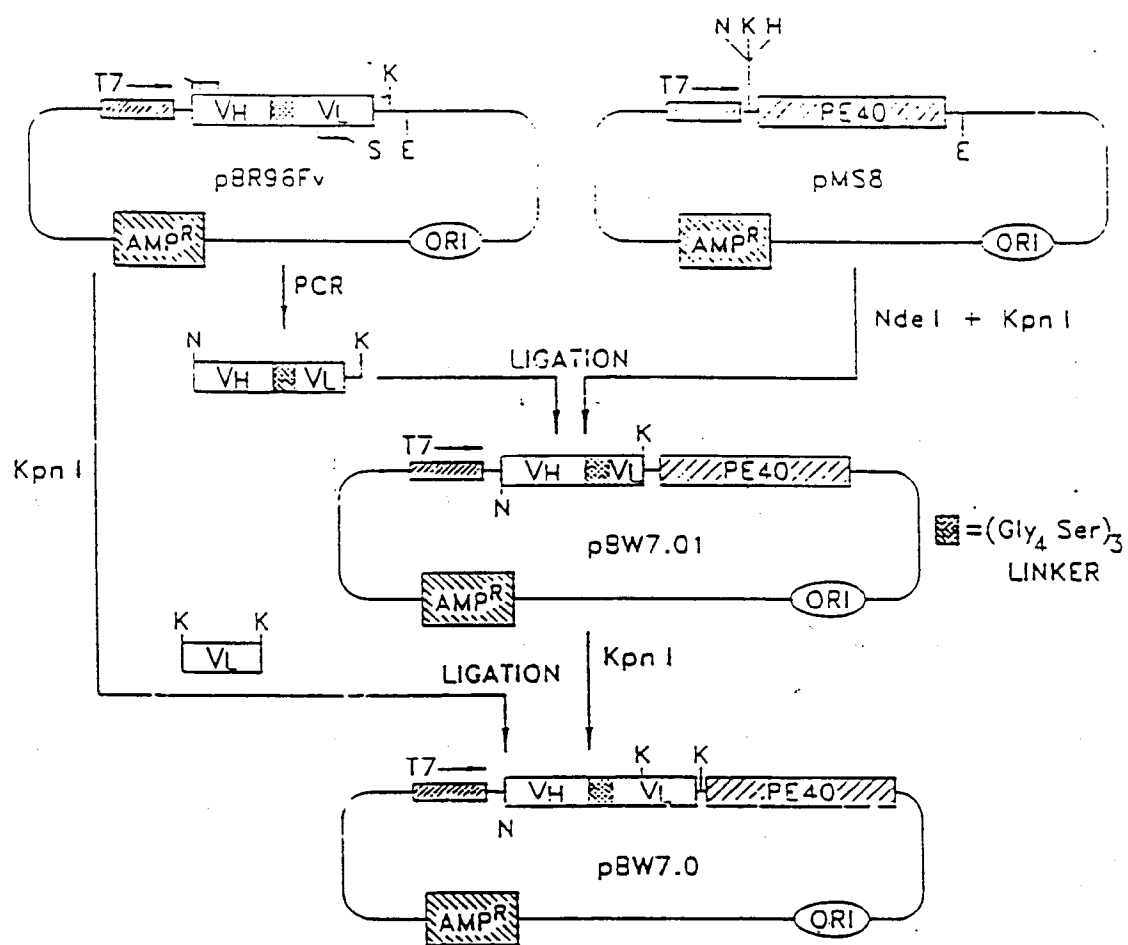 N K H
T7
K
T7
VH
VL
PE40
S
E
E
pBR96Fv
pMS8
AMPR
ORI
AMPR
ORI
PCR
Nde I + Kpn I
N
K
VH
VL
LIGATION
Kpn I
T7
K
VH
VL
PE40
N
pBW7.01
=(Gly4 Ser)3
LINKER
AMPR
ORI
K
K
VL
Kpn I
LIGATION
T7
K
K
VH
VL
PE40
N
pBW7.0
AMPR
ORI